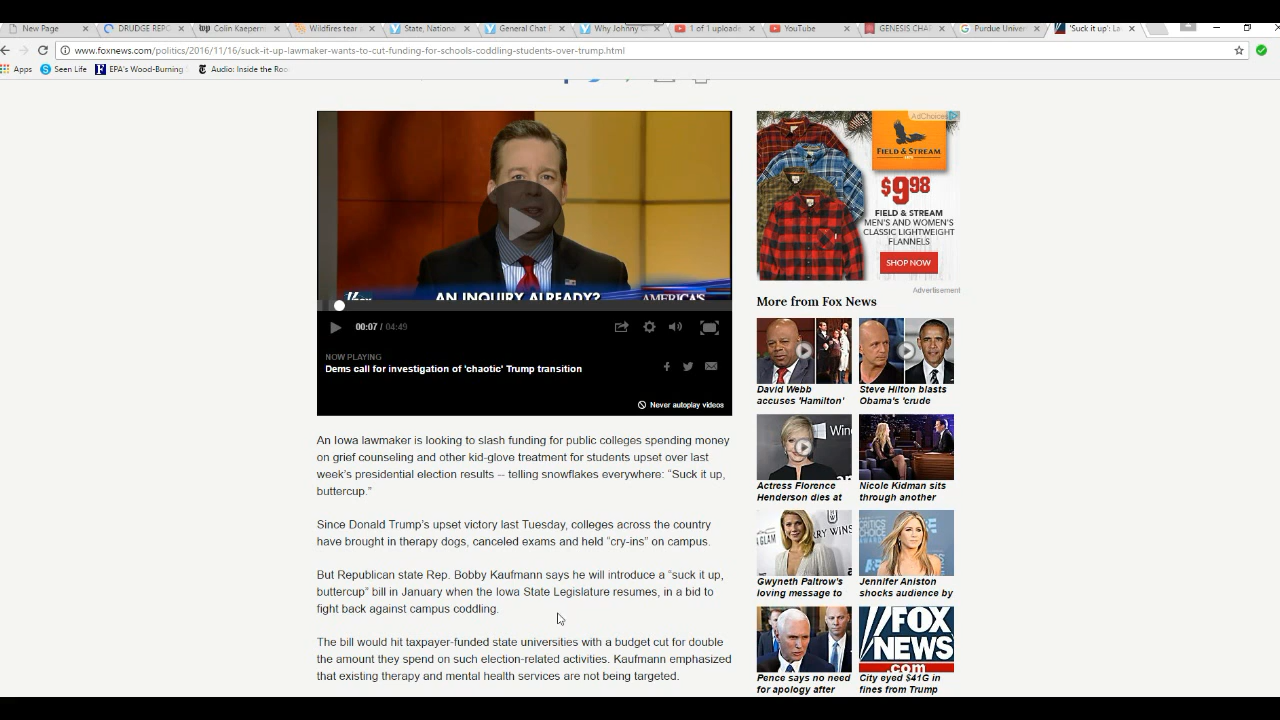 New Page
DRUDGE REPO
Colin Kaepern
Wildfires tear
State, National
General Chat F
Why Johnny C
1 of 1 uploade
YouTube
GENESIS CHA
Purdue Univer
'Suck it up': La
www.foxnews.com/politics/2016/11/16/suck-it-up-lawmaker-wants-to-cut-funding-for-schools-coddling-students-over-trump.html
Apps
Seen Life
EPA's Wood-Burning
Audio: Inside the Roo
AN INQUIRY ALREADY?
AMERICA'S
00:07 / 04:49
NOW PLAYING
Dems call for investigation of 'chaotic' Trump transition
Never autoplay videos
An Iowa lawmaker is looking to slash funding for public colleges spending money
on grief counseling and other kid-glove treatment for students upset over last
week's presidential election results -- telling snowflakes everywhere: “Suck it up,
buttercup.”
Since Donald Trump's upset victory last Tuesday, colleges across the country
have brought in therapy dogs, canceled exams and held “cry-ins” on campus.
But Republican state Rep. Bobby Kaufmann says he will introduce a “suck it up,
buttercup” bill in January when the Iowa State Legislature resumes, in a bid to
fight back against campus coddling.
The bill would hit taxpayer-funded state universities with a budget cut for double
the amount they spend on such election-related activities. Kaufmann emphasized
that existing therapy and mental health services are not being targeted.
AdChoices
FIELD & STREAM
$9.98
FIELD & STREAM
MEN'S AND WOMEN'S
CLASSIC LIGHTWEIGHT
FLANNELS
SHOP NOW
Advertisement
More from Fox News
David Webb
accuses 'Hamilton'
Steve Hilton blasts
Obama's 'crude
Actress Florence
Henderson dies at
Nicole Kidman sits
through another
Gwyneth Paltrow's
loving message to
Jennifer Aniston
shocks audience by
FOX
NEWS
.com
Pence says no need
for apology after
City eyed $41G in
fines from Trump